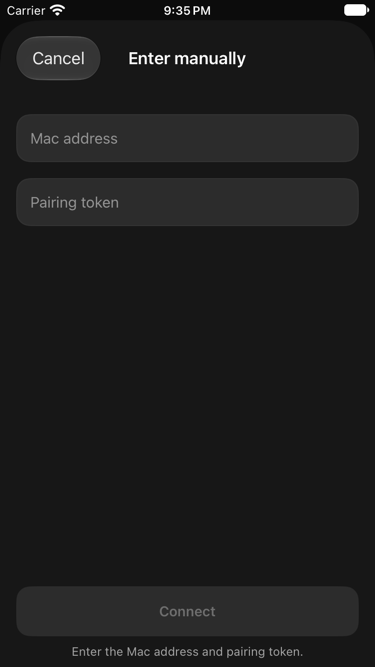 Carrier 9:35 PM
Cancel Enter manually
Mac address
Pairing token
Connect
Enter the Mac address and pairing token.